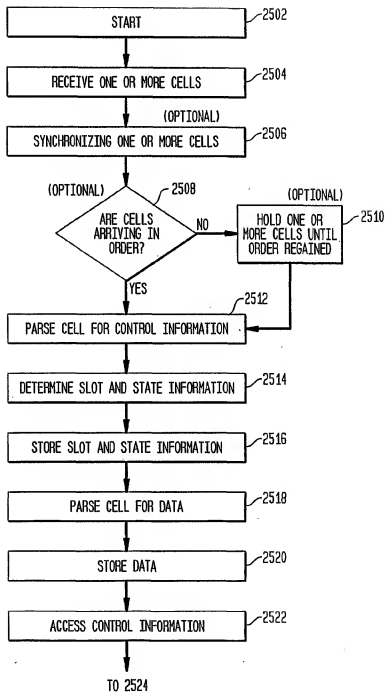 START
2502
RECEIVE ONE OR MORE CELLS
2504
(OPTIONAL)
SYNCHRONIZING ONE OR MORE CELLS
2506
(OPTIONAL)
2508
ARE CELLS
ARRIVING IN
ORDER?
NO
(OPTIONAL)
HOLD ONE OR
MORE CELLS UNTIL
ORDER REGAINED
2510
YES
2512
PARSE CELL FOR CONTROL INFORMATION
DETERMINE SLOT AND STATE INFORMATION
2514
STORE SLOT AND STATE INFORMATION
2516
PARSE CELL FOR DATA
2518
STORE DATA
2520
ACCESS CONTROL INFORMATION
2522
TO 2524